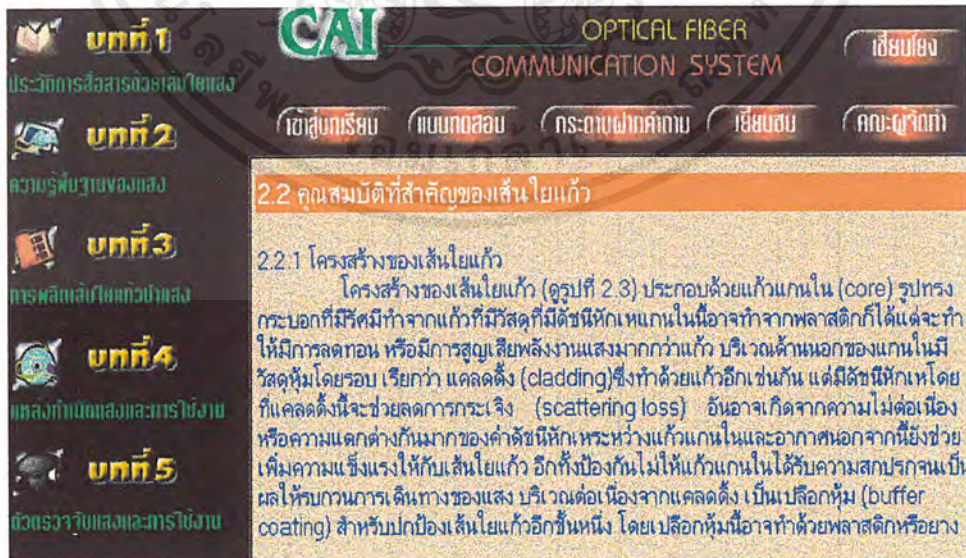 บทที่ 1
ประวัติการสื่อสารด้วยเส้นใยแสง
บทที่ 2
ความรู้พื้นฐานของแสง
บทที่ 3
การผลิตเส้นใยแก้วนำแสง
บทที่ 4
แหล่งกำเนิดแสงและการใช้งาน
บทที่ 5
ตัวตรวจจับแสงและการใช้งาน
CAI
OPTICAL FIBER
COMMUNICATION SYSTEM
เชื่อมโยง
เข้าสู่บทเรียน แบบทดสอบ กระดานฝากคำถาม เยี่ยมชม คณะผู้จัดทำ
2.2 คุณสมบัติที่สำคัญของเส้นใยแก้ว
2.2.1 โครงสร้างของเส้นใยแก้ว
โครงสร้างของเส้นใยแก้ว (ดูรูปที่ 2.3) ประกอบด้วยแก้วแกนใน (core) รูปทรง
กระบอกที่มีรัศมีทำจากแก้วที่มีวัสดุที่มีดัชนีหักเหแกนในนี้อาจทำจากพลาสติกก็ได้แต่จะทำ
ให้มีการลดทอน หรือมีการสูญเสียพลังงานแสงมากกว่าแก้ว บริเวณด้านนอกของแกนในมี
วัสดุหุ้มโดยรอบ เรียกว่า แคลดดิ้ง (cladding)ซึ่งทำด้วยแก้วอีกเช่นกัน แต่มีดัชนีหักเหโดย
ที่แคลดดิ้งนี้จะช่วยลดการกระเจิง (scattering loss) อันอาจเกิดจากความไม่ต่อเนื่อง
หรือความแตกต่างกันมากของค่าดัชนีหักเหระหว่างแก้วแกนในและอากาศนอกจากนี้ยังช่วย
เพิ่มความแข็งแรงให้กับเส้นใยแก้ว อีกทั้งป้องกันไม่ให้แก้วแกนในได้รับความสกปรกจนเป็น
ผลให้รบกวนการเดินทางของแสง บริเวณต่อเนื่องจากแคลดดิ้ง เป็นเปลือกหุ้ม (buffer
coating) สำหรับปกป้องเส้นใยแก้วอีกชั้นหนึ่ง โดยเปลือกหุ้มนี้อาจทำด้วยพลาสติกหรือยาง